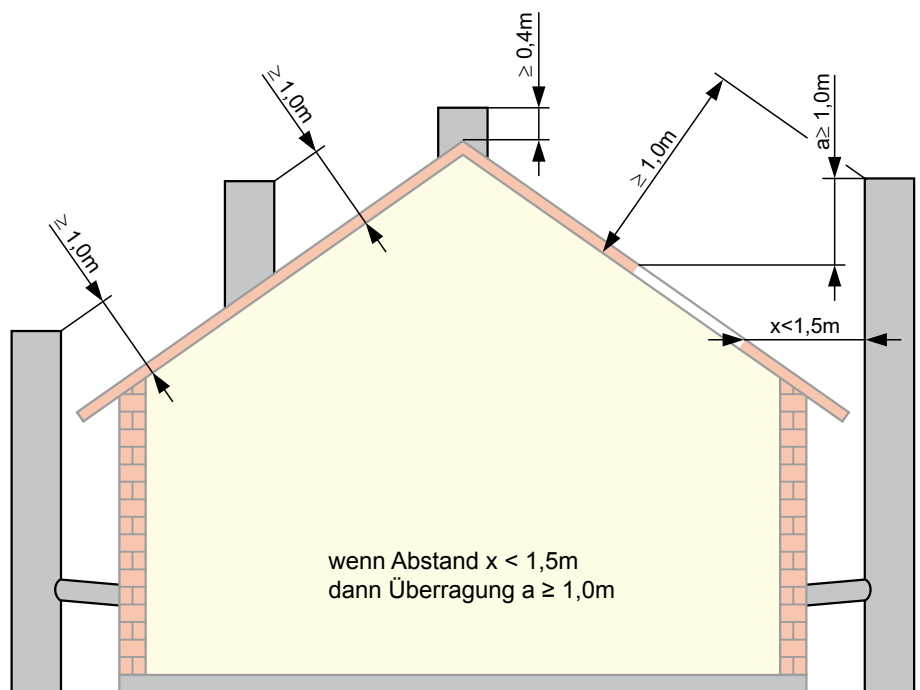 ≥ 1,0m
≥ 1,0m
≥ 0,4m
≥ 1,0m
a≥ 1,0m
x<1,5m
wenn Abstand x < 1,5m
dann Überragung a ≥ 1,0m